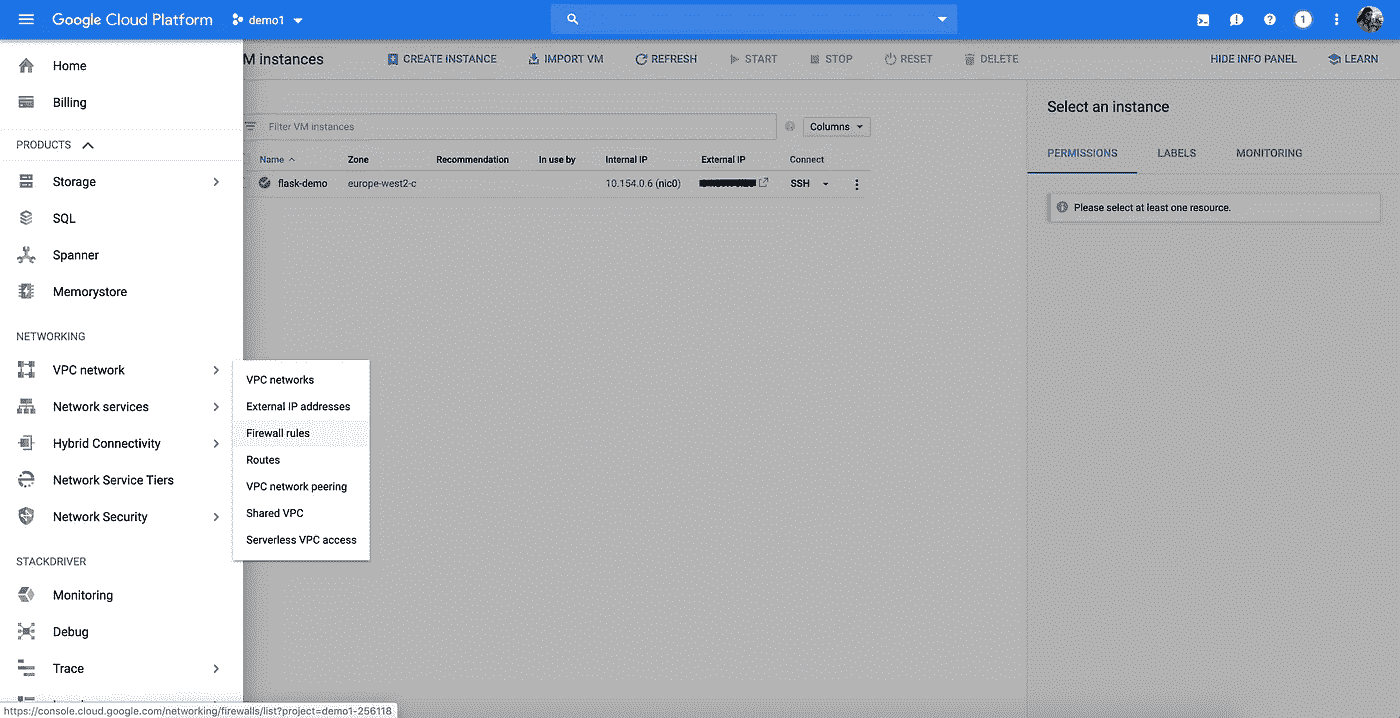 Google Cloud Platform demo1
1
Home
Billing
PRODUCTS
Storage
SQL
Spanner
Memorystore
NETWORKING
VPC network
Network services
Hybrid Connectivity
Network Service Tiers
Network Security
STACKDRIVER
Monitoring
Debug
Trace
VPC networks
External IP addresses
Firewall rules
Routes
VPC network peering
Shared VPC
Serverless VPC access
M instances CREATE INSTANCE IMPORT VM REFRESH START STOP RESET DELETE HIDE INFO PANEL LEARN
Filter VM instances Columns
Name Zone Recommendation In use by Internal IP External IP Connect
flask-demo europe-west2-c 10.154.0.6 (nic0) SSH
Select an instance
PERMISSIONS LABELS MONITORING
Please select at least one resource.
https://console.cloud.google.com/networking/firewalls/list?project=demo1-256118